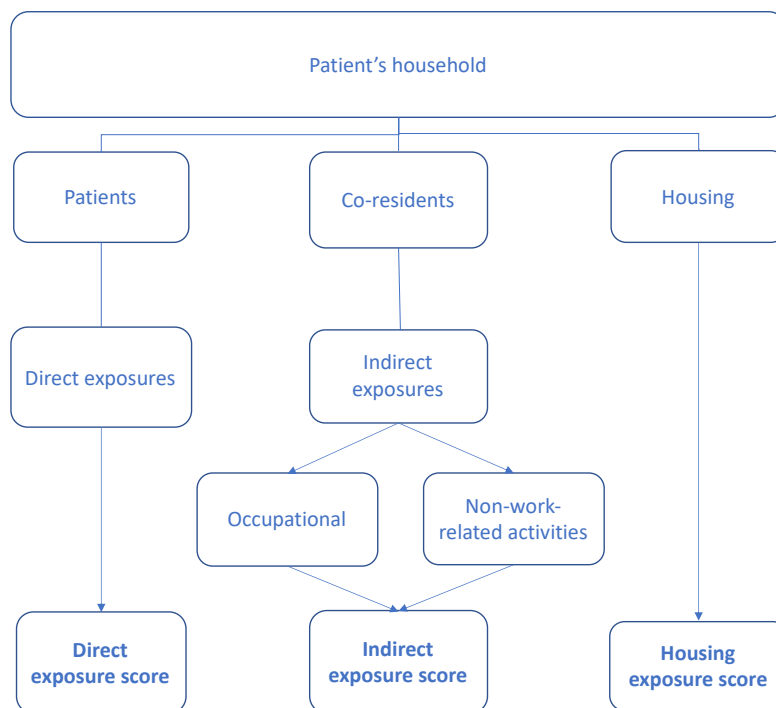 Patient’s household
Patients
Co-residents
Housing
Direct exposures
Indirect
exposures
Occupational
Non-work-
related activities
Direct
exposure score
Indirect
exposure score
Housing
exposure score